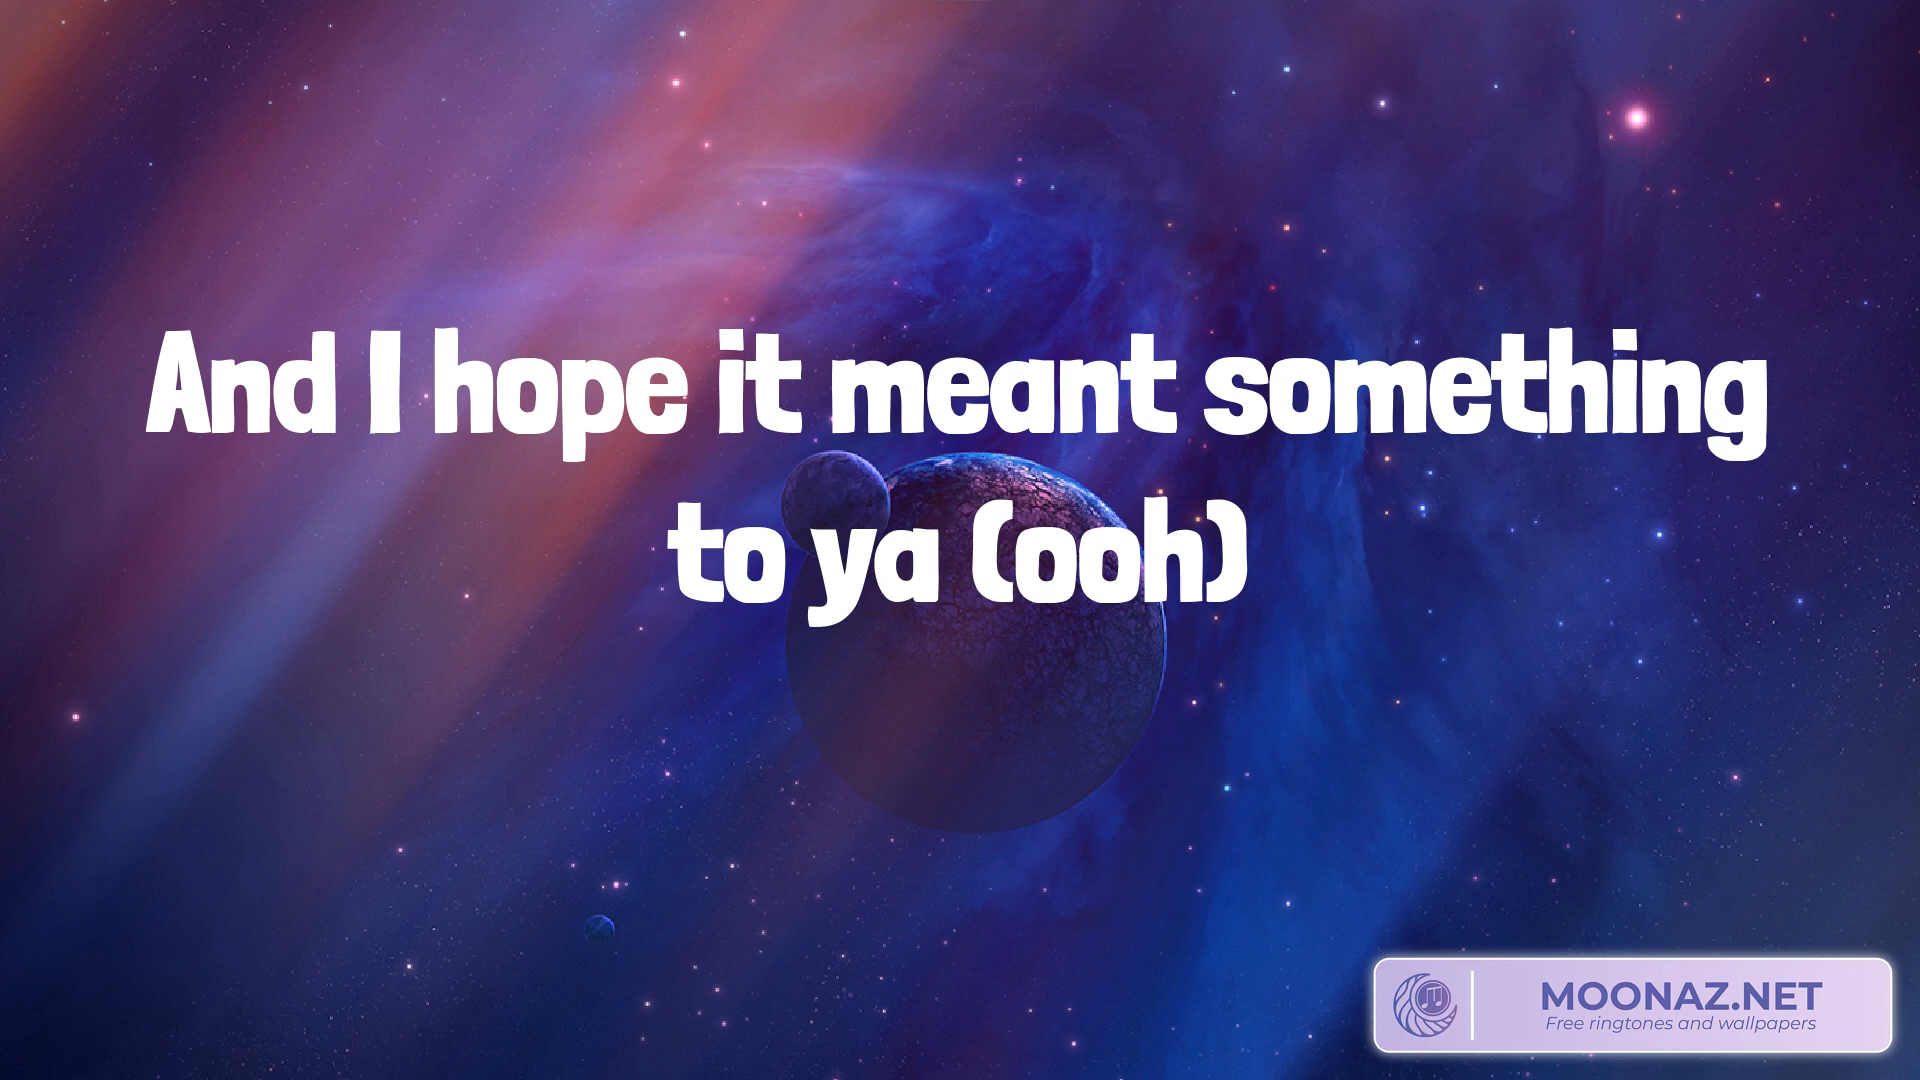 And I hope it meant something
to ya (ooh)
MOONAZ.NET
Free ringtones and wallpapers